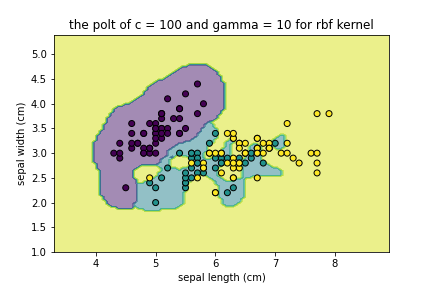 the polt of c = 100 and gamma = 10 for rbf kernel
5.0
4.5
4.0
3.5
3.0
2.5
2.0
1.5
1.0
sepal width (cm)
4 5 6 7 8
sepal length (cm)